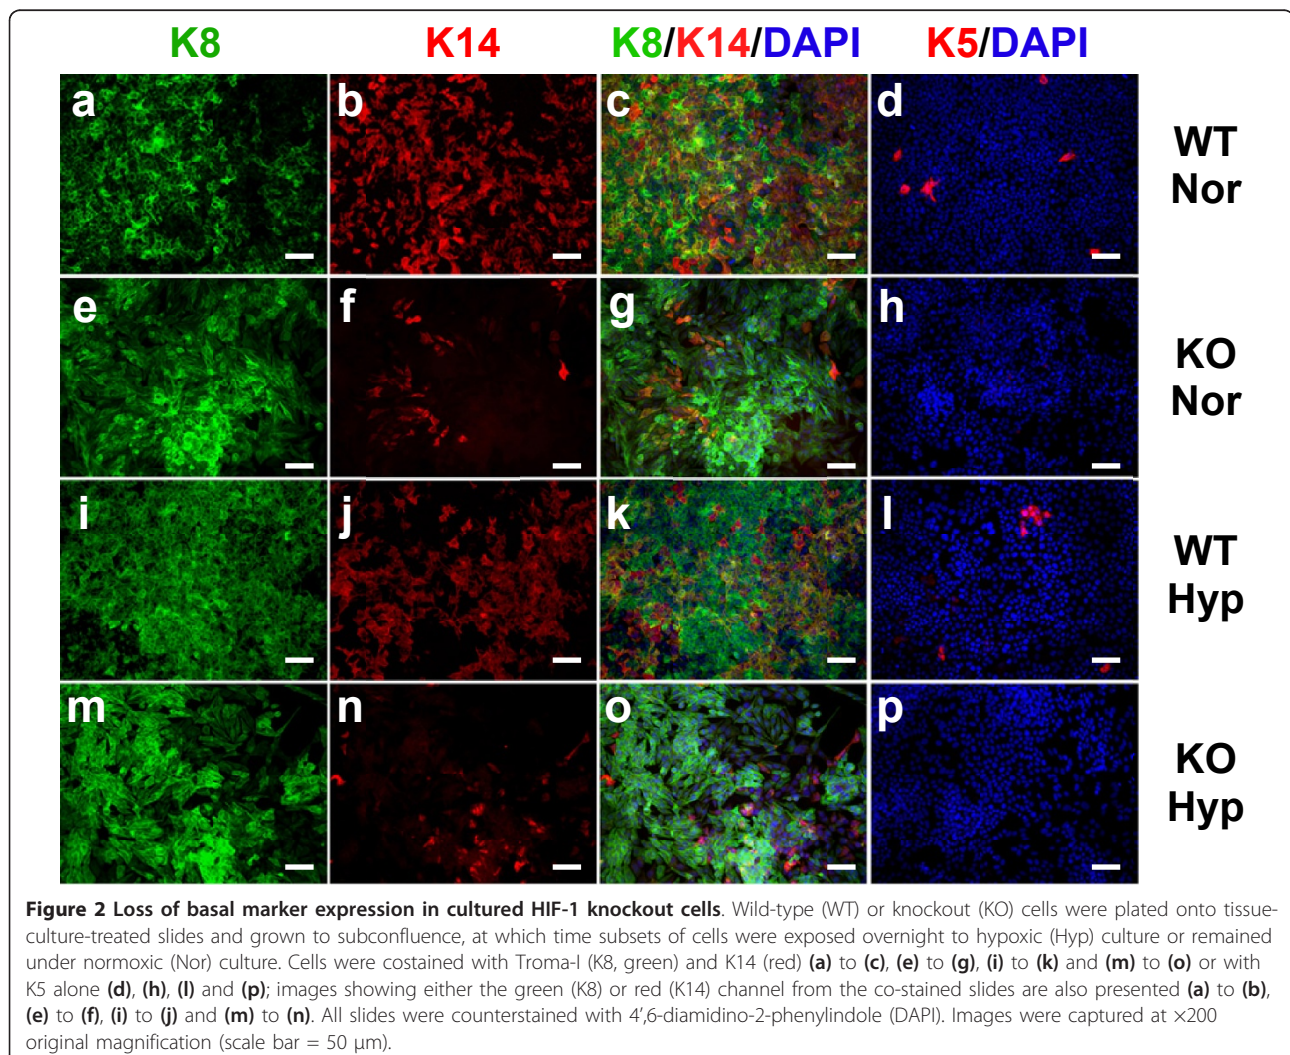 K8 K14 K8/K14/DAPI K5/DAPI
a b c d WT
Nor
e f g h KO
Nor
i j k l WT
Hyp
m n o p KO
Hyp
Figure 2 Loss of basal marker expression in cultured HIF-1 knockout cells. Wild-type (WT) or knockout (KO) cells were plated onto tissue-
culture-treated slides and grown to subconfluence, at which time subsets of cells were exposed overnight to hypoxic (Hyp) culture or remained
under normoxic (Nor) culture. Cells were costained with Troma-I (K8, green) and K14 (red) (a) to (c), (e) to (g), (i) to (k) and (m) to (o) or with
K5 alone (d), (h), (l) and (p); images showing either the green (K8) or red (K14) channel from the co-stained slides are also presented (a) to (b),
(e) to (f), (i) to (j) and (m) to (n). All slides were counterstained with 4′,6-diamidino-2-phenylindole (DAPI). Images were captured at ×200
original magnification (scale bar = 50 μm).